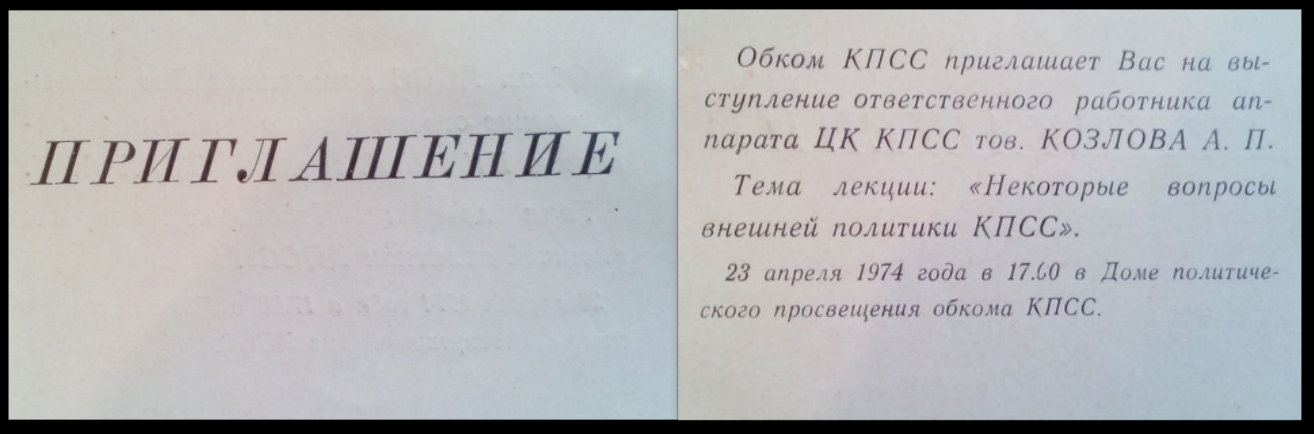 ПРИГЛАШЕНИЕ
Обком КПСС приглашает Вас на вы-
ступление ответственного работника ап-
парата ЦК КПСС тов. КОЗЛОВА А. П.
Тема лекции: «Некоторые вопросы
внешней политики КПСС».
23 апреля 1974 года в 17.00 в Доме политиче-
ского просвещения обкома КПСС.